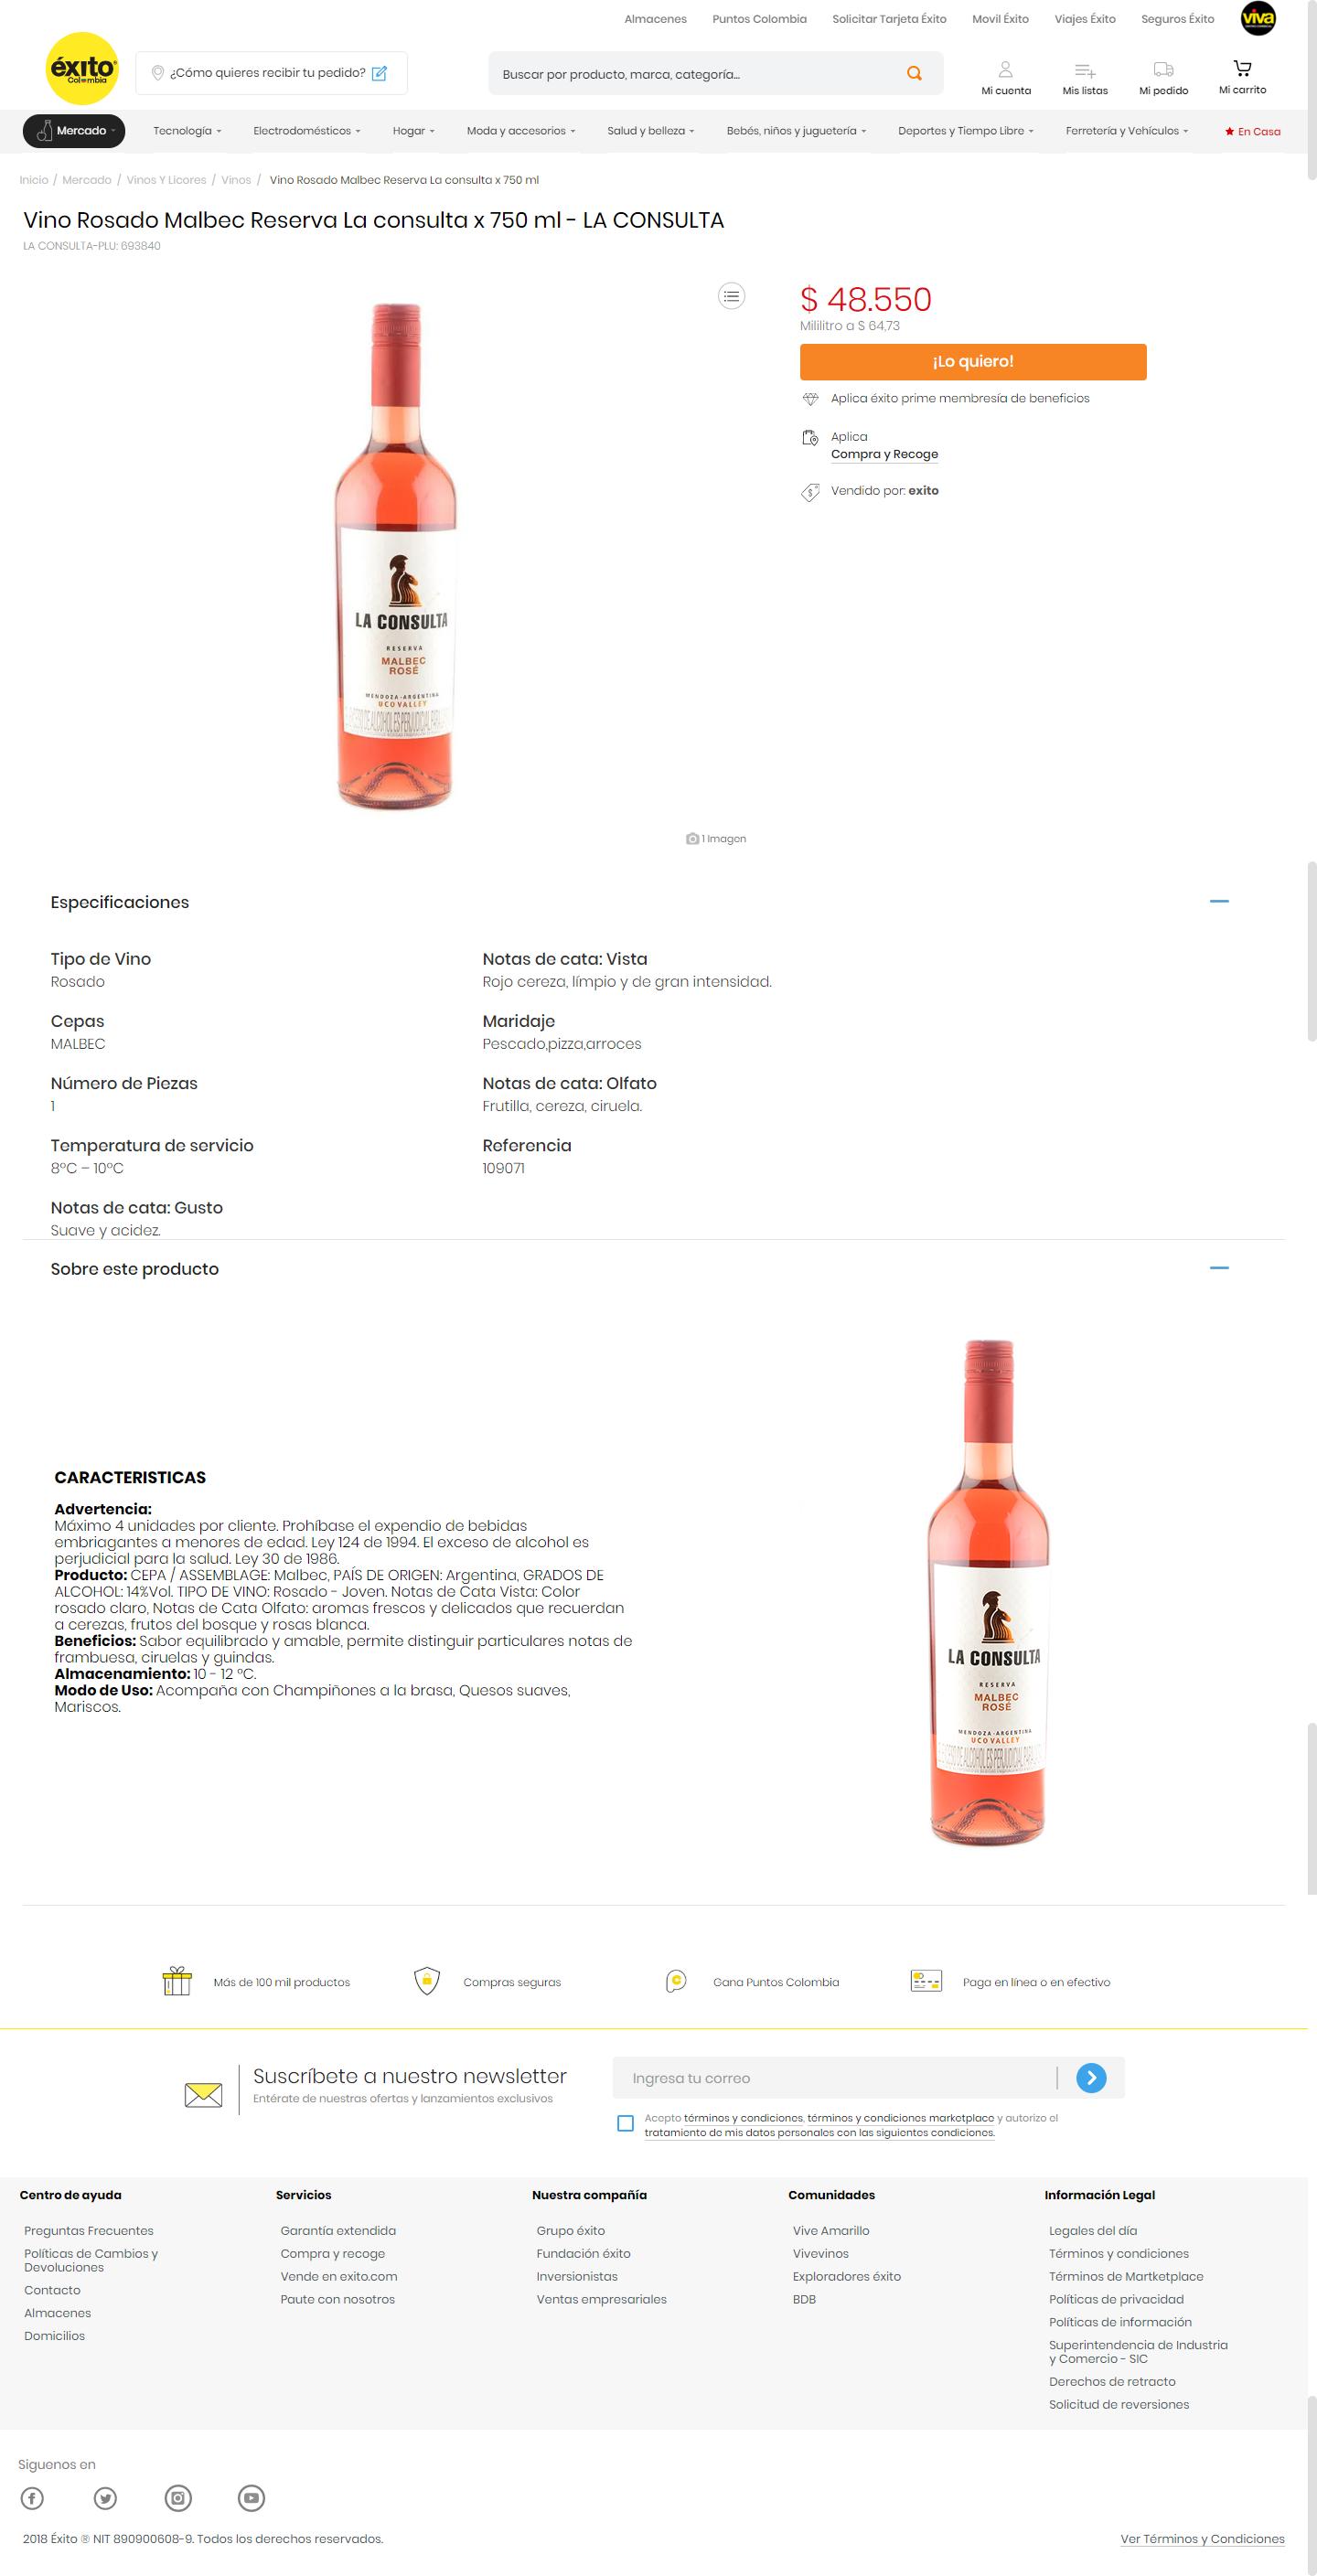 Almacenes Puntos Colombia Solicitar Tarjeta Éxito Movil Éxito Viajes Éxito Seguros Éxito viva
éxito
Colombia
¿Cómo quieres recibir tu pedido?
Buscar por producto, marca, categoría...
Mi cuenta Mis listas Mi pedido Mi carrito
Mercado Tecnología Electrodomésticos Hogar Moda y accesorios Salud y belleza Bebés, niños y juguetería Deportes y Tiempo Libre Ferretería y Vehículos En Casa
Inicio / Mercado / Vinos Y Licores / Vinos / Vino Rosado Malbec Reserva La consulta x 750 ml
Vino Rosado Malbec Reserva La consulta x 750 ml - LA CONSULTA
LA CONSULTA-PLU: 693840
$ 48.550
Mililitro a $ 64,73
¡Lo quiero!
Aplica éxito prime membresía de beneficios
Aplica
Compra y Recoge
Vendido por: exito
LA CONSULTA
RESERVA
MALBEC
ROSÉ
MENDOZA-ARGENTINA
UCO VALLEY
1 Imagen
Especificaciones
Tipo de Vino
Rosado
Notas de cata: Vista
Rojo cereza, límpio y de gran intensidad.
Cepas
MALBEC
Maridaje
Pescado,pizza,arroces
Número de Piezas
1
Notas de cata: Olfato
Frutilla, cereza, ciruela.
Temperatura de servicio
8°C – 10°C
Referencia
109071
Notas de cata: Gusto
Suave y acidez.
Sobre este producto
CARACTERISTICAS
Advertencia:
Máximo 4 unidades por cliente. Prohíbase el expendio de bebidas
embriagantes a menores de edad. Ley 124 de 1994. El exceso de alcohol es
perjudicial para la salud. Ley 30 de 1986.
Producto: CEPA / ASSEMBLAGE: Malbec, PAÍS DE ORIGEN: Argentina, GRADOS DE
ALCOHOL: 14%Vol. TIPO DE VINO: Rosado - Joven. Notas de Cata Vista: Color
rosado claro, Notas de Cata Olfato: aromas frescos y delicados que recuerdan
a cerezas, frutos del bosque y rosas blanca.
Beneficios: Sabor equilibrado y amable, permite distinguir particulares notas de
frambuesa, ciruelas y guindas.
Almacenamiento: 10 - 12 °C.
Modo de Uso: Acompaña con Champiñones a la brasa, Quesos suaves,
Mariscos.
LA CONSULTA
RESERVA
MALBEC
ROSÉ
MENDOZA-ARGENTINA
UCO VALLEY
Más de 100 mil productos Compras seguras Gana Puntos Colombia Paga en línea o en efectivo
Suscríbete a nuestro newsletter
Entérate de nuestras ofertas y lanzamientos exclusivos
Ingresa tu correo
Acepto términos y condiciones, términos y condiciones marketplace y autorizo el
tratamiento de mis datos personales con las siguientes condiciones.
Centro de ayuda
Preguntas Frecuentes
Políticas de Cambios y
Devoluciones
Contacto
Almacenes
Domicilios
Servicios
Garantía extendida
Compra y recoge
Vende en exito.com
Paute con nosotros
Nuestra compañía
Grupo éxito
Fundación éxito
Inversionistas
Ventas empresariales
Comunidades
Vive Amarillo
Vivevinos
Exploradores éxito
BDB
Información Legal
Legales del día
Términos y condiciones
Términos de Martketplace
Políticas de privacidad
Políticas de información
Superintendencia de Industria
y Comercio - SIC
Derechos de retracto
Solicitud de reversiones
Siguenos en
2018 Éxito ® NIT 890900608-9. Todos los derechos reservados.
Ver Términos y Condiciones